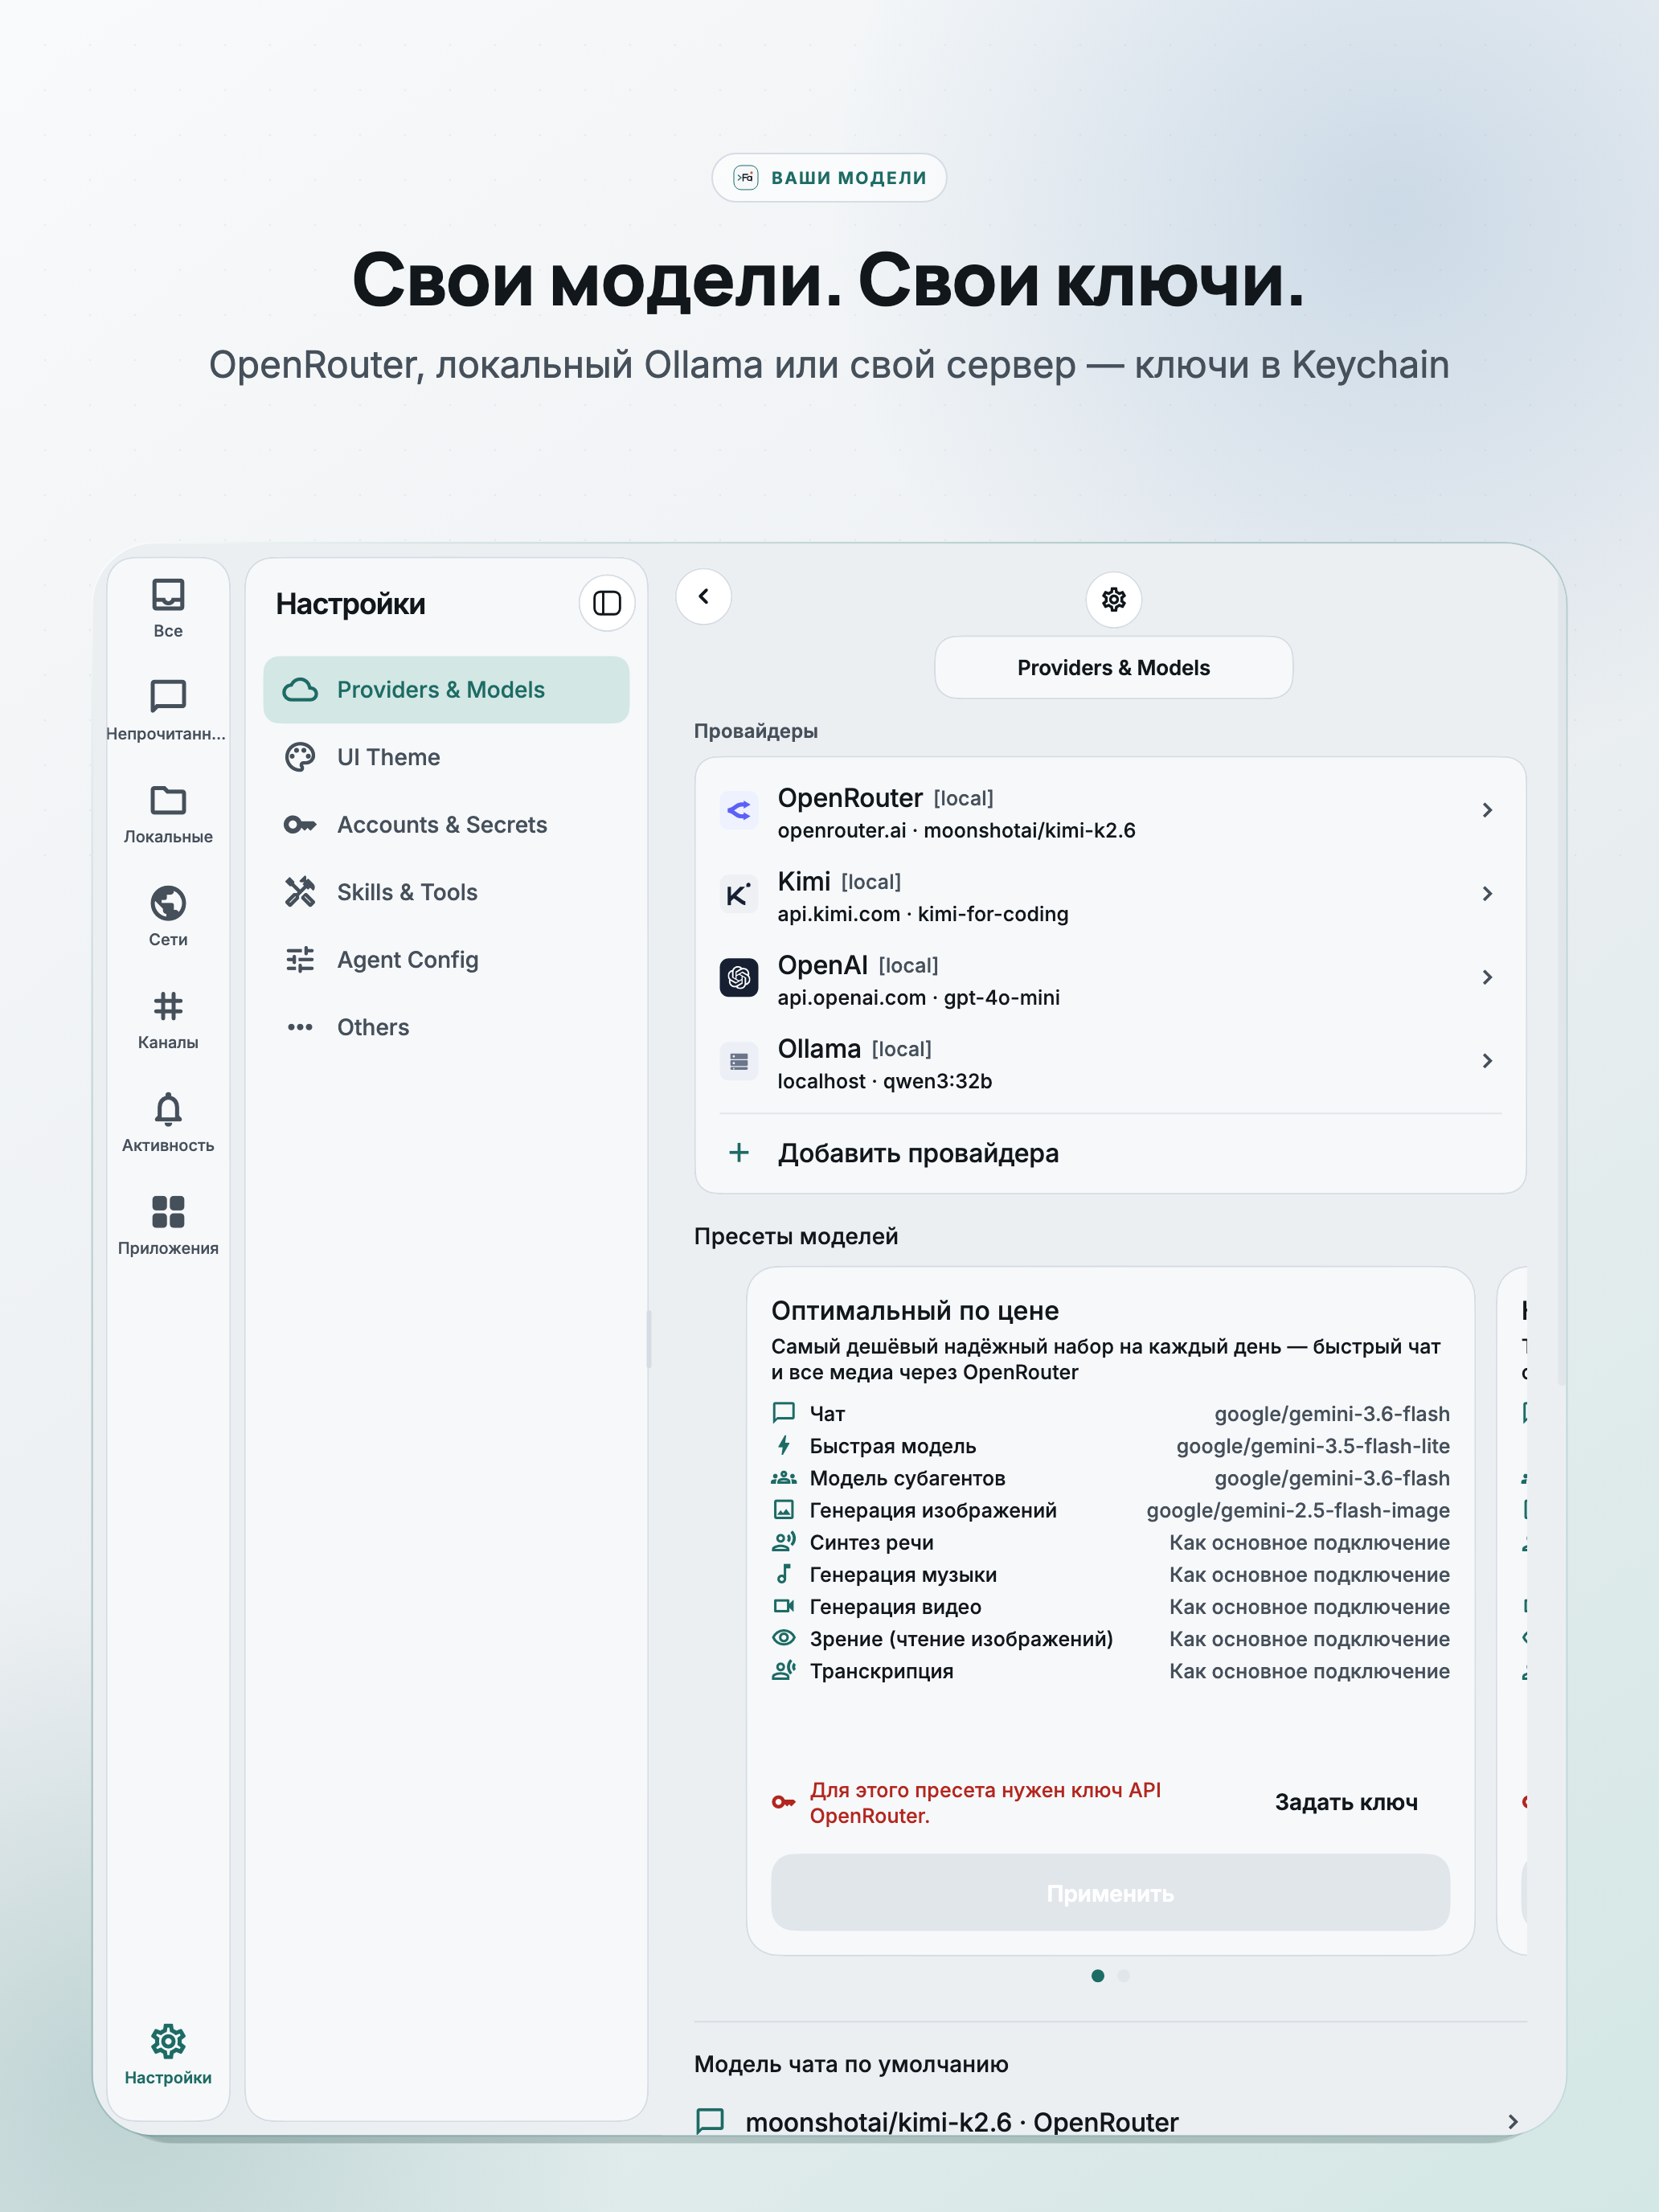 >Fa ВАШИ МОДЕЛИ
Свои модели. Свои ключи.
OpenRouter, локальный Ollama или свой сервер — ключи в Keychain
Все
Непрочитанн...
Локальные
Сети
Каналы
Активность
Приложения
Настройки
Настройки
Providers & Models
UI Theme
Accounts & Secrets
Skills & Tools
Agent Config
Others
Providers & Models
Провайдеры
OpenRouter [local]
openrouter.ai · moonshotai/kimi-k2.6
Kimi [local]
api.kimi.com · kimi-for-coding
OpenAI [local]
api.openai.com · gpt-4o-mini
Ollama [local]
localhost · qwen3:32b
Добавить провайдера
Пресеты моделей
Оптимальный по цене
Самый дешёвый надёжный набор на каждый день — быстрый чат
и все медиа через OpenRouter
Чат google/gemini-3.6-flash
Быстрая модель google/gemini-3.5-flash-lite
Модель субагентов google/gemini-3.6-flash
Генерация изображений google/gemini-2.5-flash-image
Синтез речи Как основное подключение
Генерация музыки Как основное подключение
Генерация видео Как основное подключение
Зрение (чтение изображений) Как основное подключение
Транскрипция Как основное подключение
Для этого пресета нужен ключ API
OpenRouter.
Задать ключ
Применить
Модель чата по умолчанию
moonshotai/kimi-k2.6 · OpenRouter